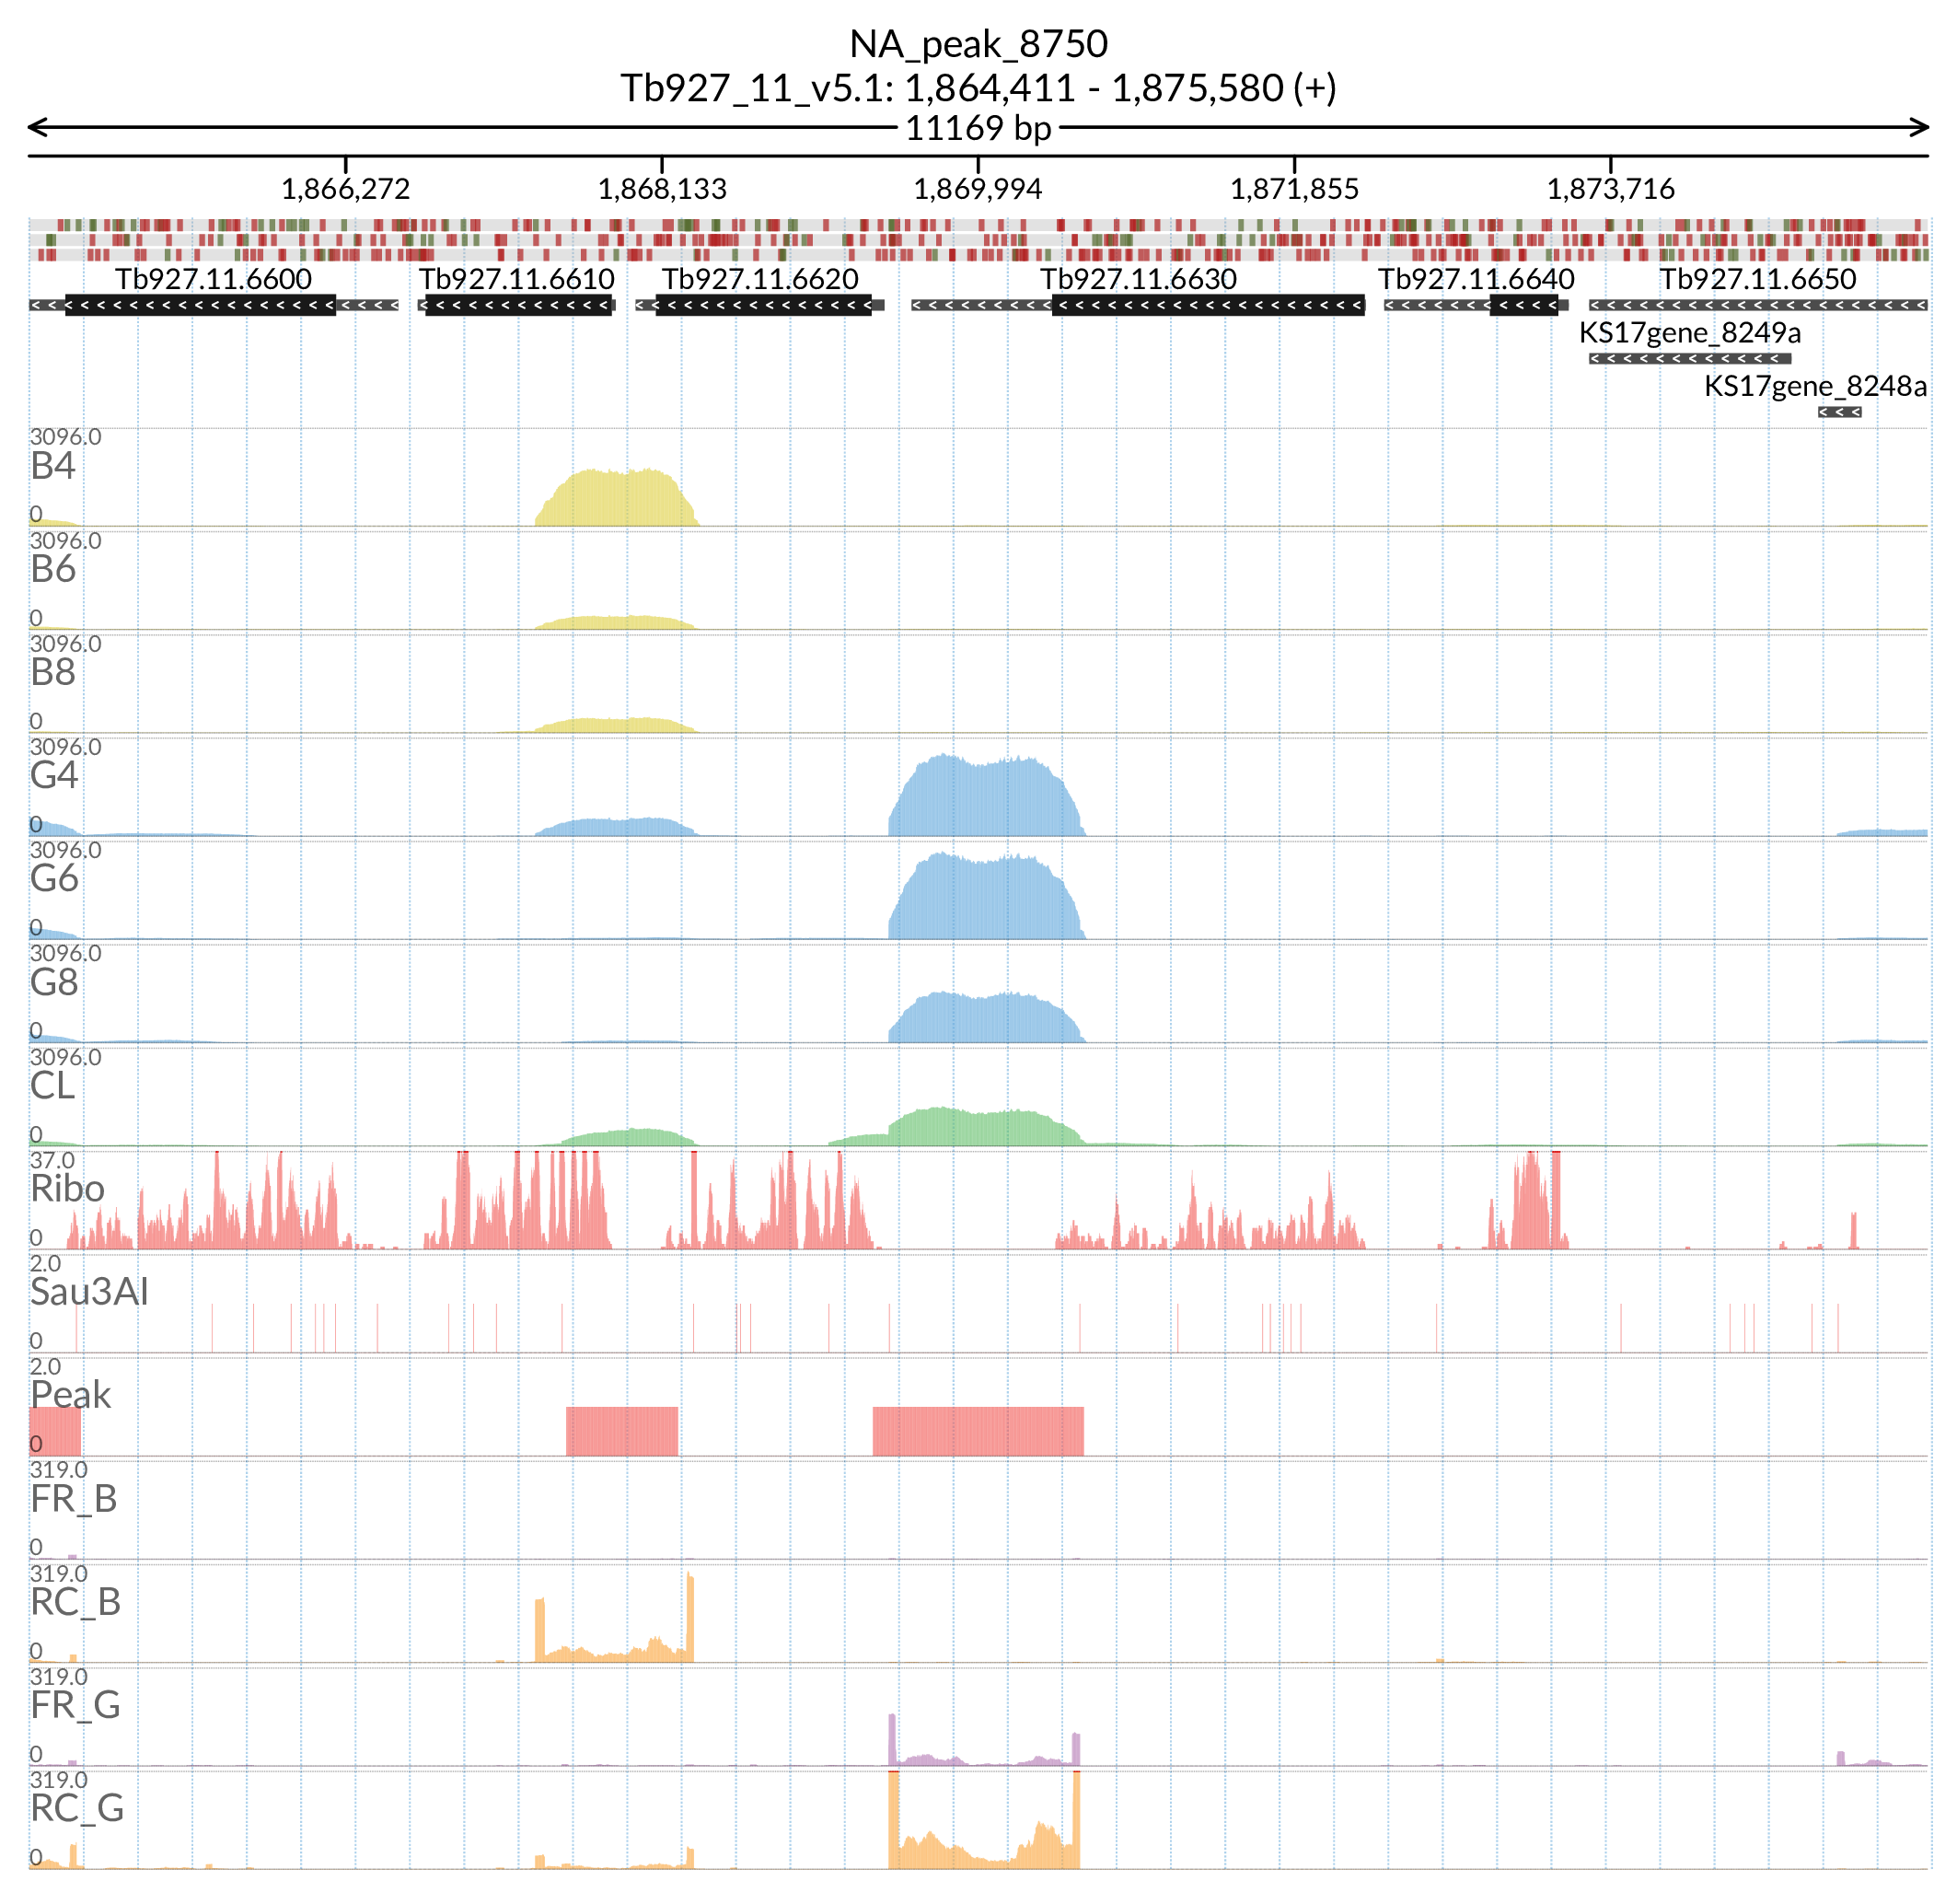 NA_peak_8750
Tb927_11_v5.1: 1,864,411 - 1,875,580 (+)
11169 bp
1,866,272 1,868,133 1,869,994 1,871,855 1,873,716
Tb927.11.6600 Tb927.11.6610 Tb927.11.6620 Tb927.11.6630 Tb927.11.6640 Tb927.11.6650
KS17gene_8249a
KS17gene_8248a
3096.0
B4
0
3096.0
B6
0
3096.0
B8
0
3096.0
G4
0
3096.0
G6
0
3096.0
G8
0
3096.0
CL
0
37.0
Ribo
0
2.0
Sau3AI
0
2.0
Peak
0
319.0
FR_B
0
319.0
RC_B
0
319.0
FR_G
0
319.0
RC_G
0